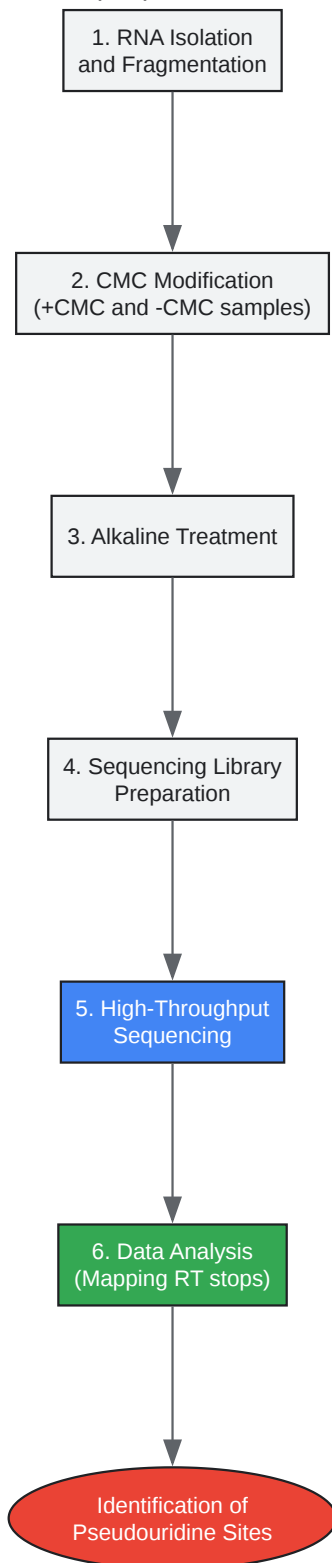 1. RNA Isolation
and Fragmentation
2. CMC Modification
(+CMC and -CMC samples)
3. Alkaline Treatment
4. Sequencing Library
Preparation
5. High-Throughput
Sequencing
6. Data Analysis
(Mapping RT stops)
Identification of
Pseudouridine Sites